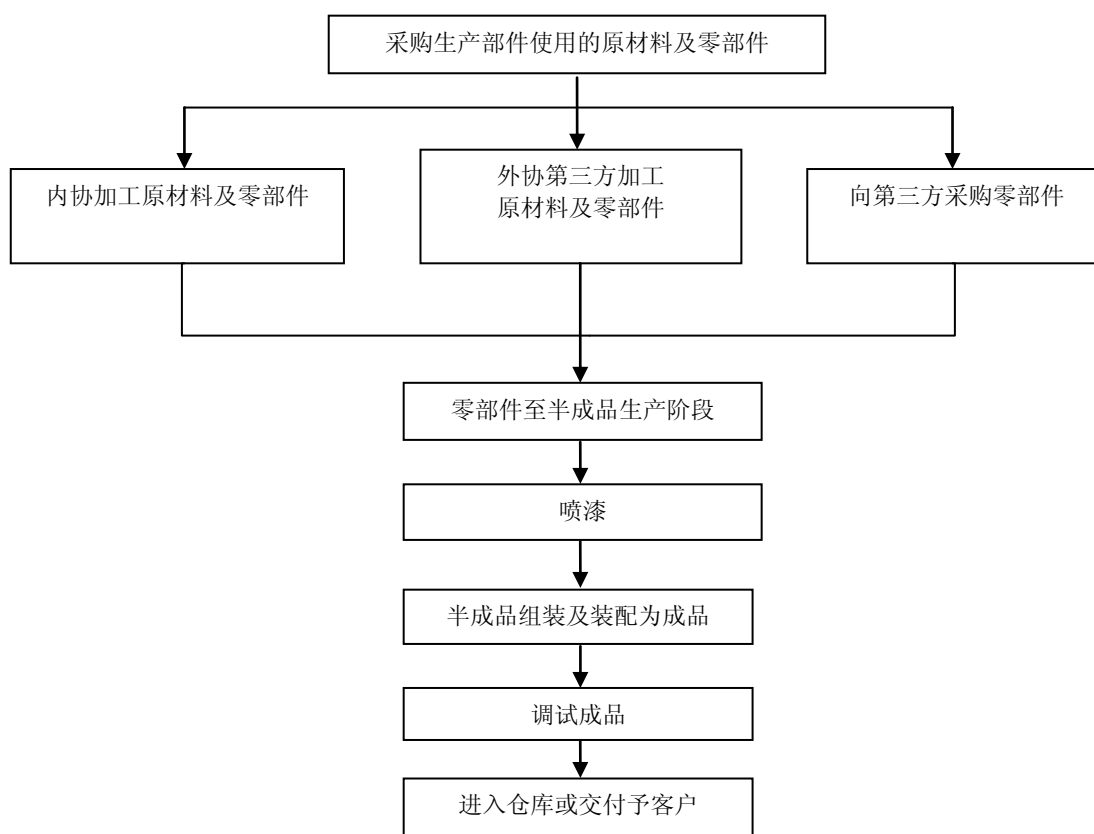 采购生产部件使用的原材料及零部件
内协加工原材料及零部件
外协第三方加工
原材料及零部件
向第三方采购零部件
零部件至半成品生产阶段
喷漆
半成品组装及装配为成品
调试成品
进入仓库或交付予客户